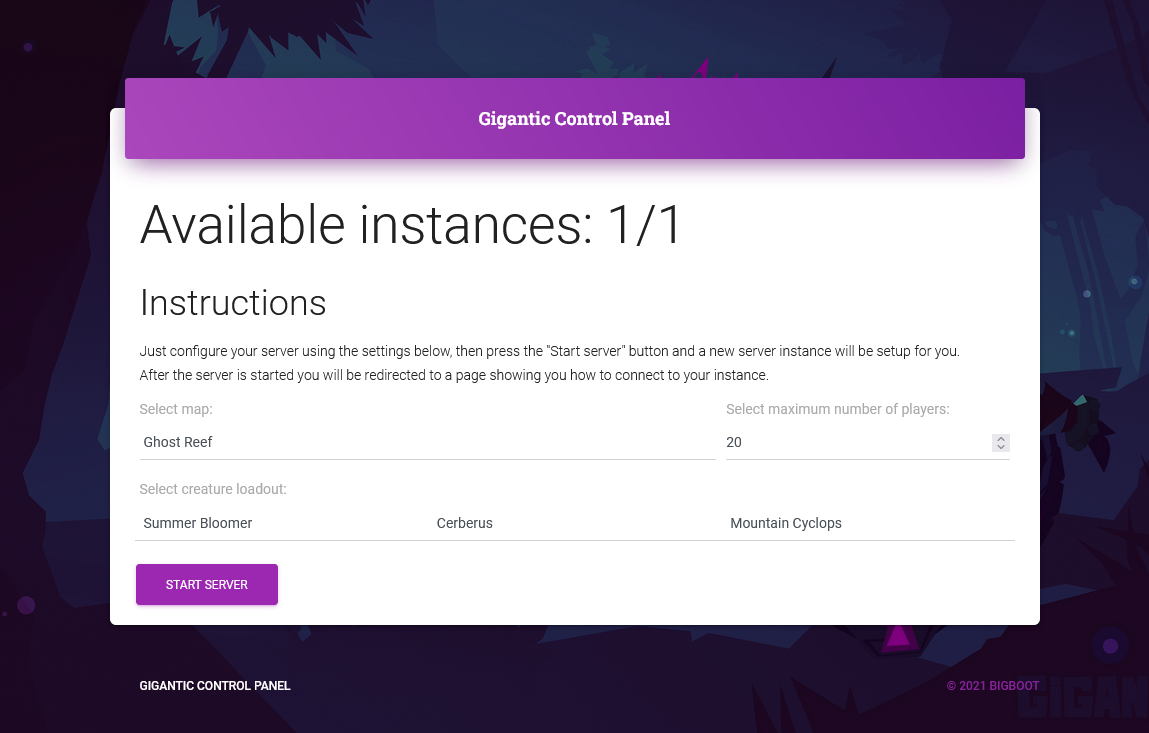 Gigantic Control Panel
Available instances: 1/1
Instructions
Just configure your server using the settings below, then press the "Start server" button and a new server instance will be setup for you.
After the server is started you will be redirected to a page showing you how to connect to your instance.
Select map: Select maximum number of players:
Ghost Reef 20
Select creature loadout:
Summer Bloomer Cerberus Mountain Cyclops
START SERVER
GIGANTIC CONTROL PANEL © 2021 BIGBOOT
GIGAN